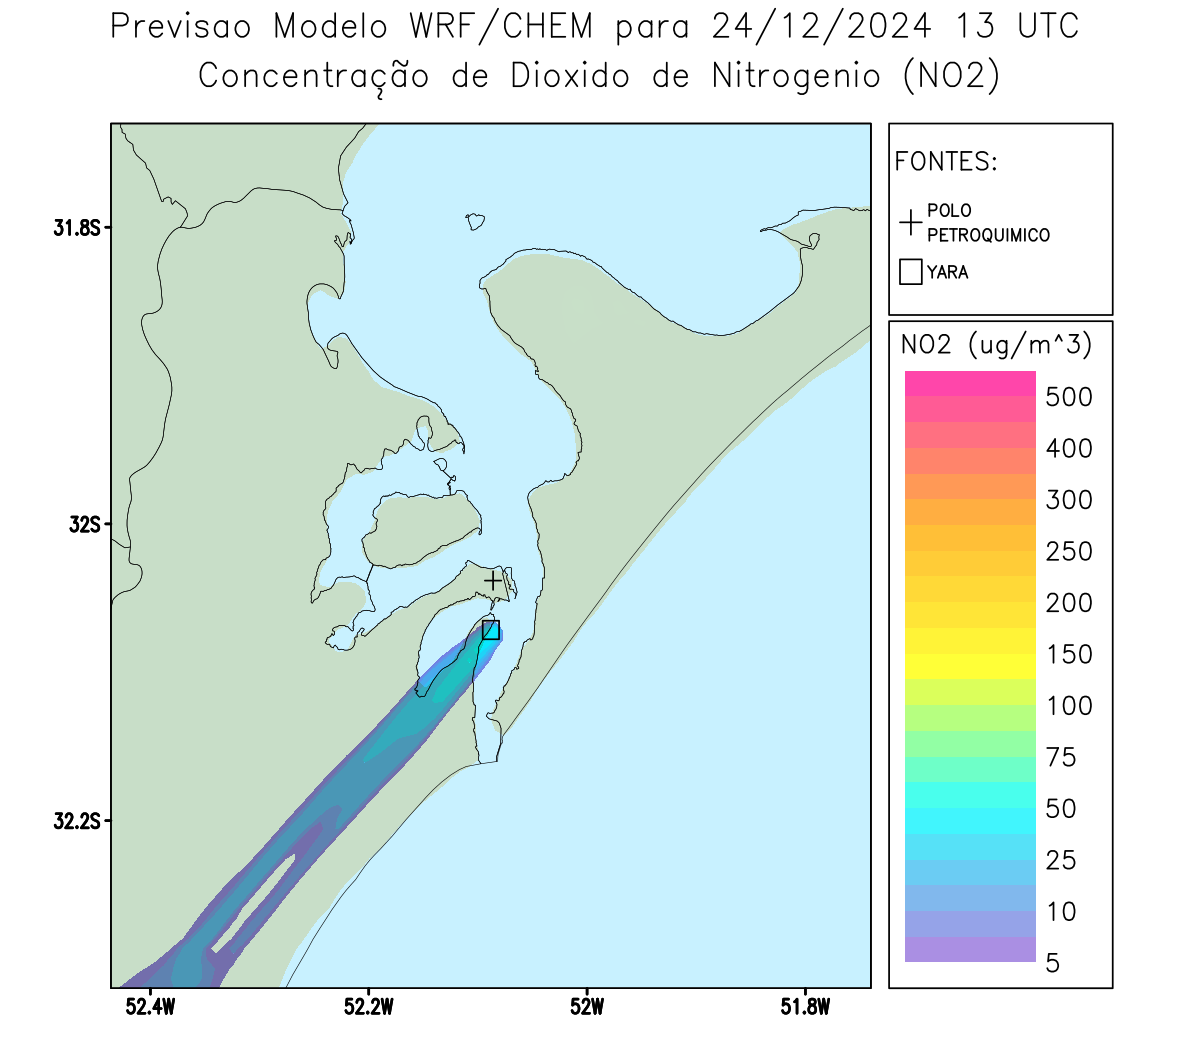 Previsao Modelo WRF/CHEM para 24/12/2024 13 UTC
Concentração de Dioxido de Nitrogenio (NO2)
FONTES:
POLO
PETROQUIMICO
YARA
NO2 (ug/m^3)
500
400
300
250
200
150
100
75
50
25
10
5
31.8S
32S
32.2S
52.4W
52.2W
52W
51.8W